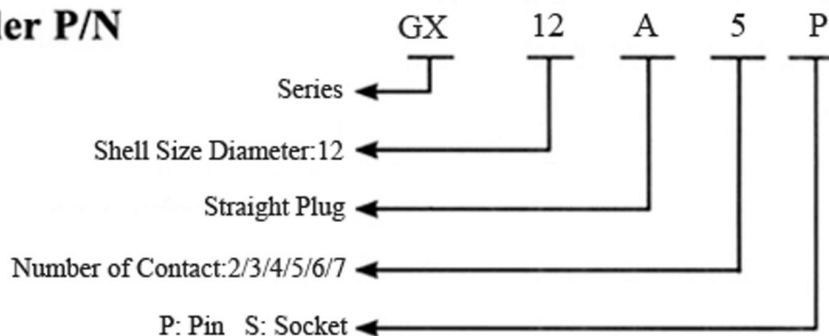 P/N
GX 12 A 5 P
Series
Shell Size Diameter:12
Straight Plug
Number of Contact:2/3/4/5/6/7
P: Pin S: Socket